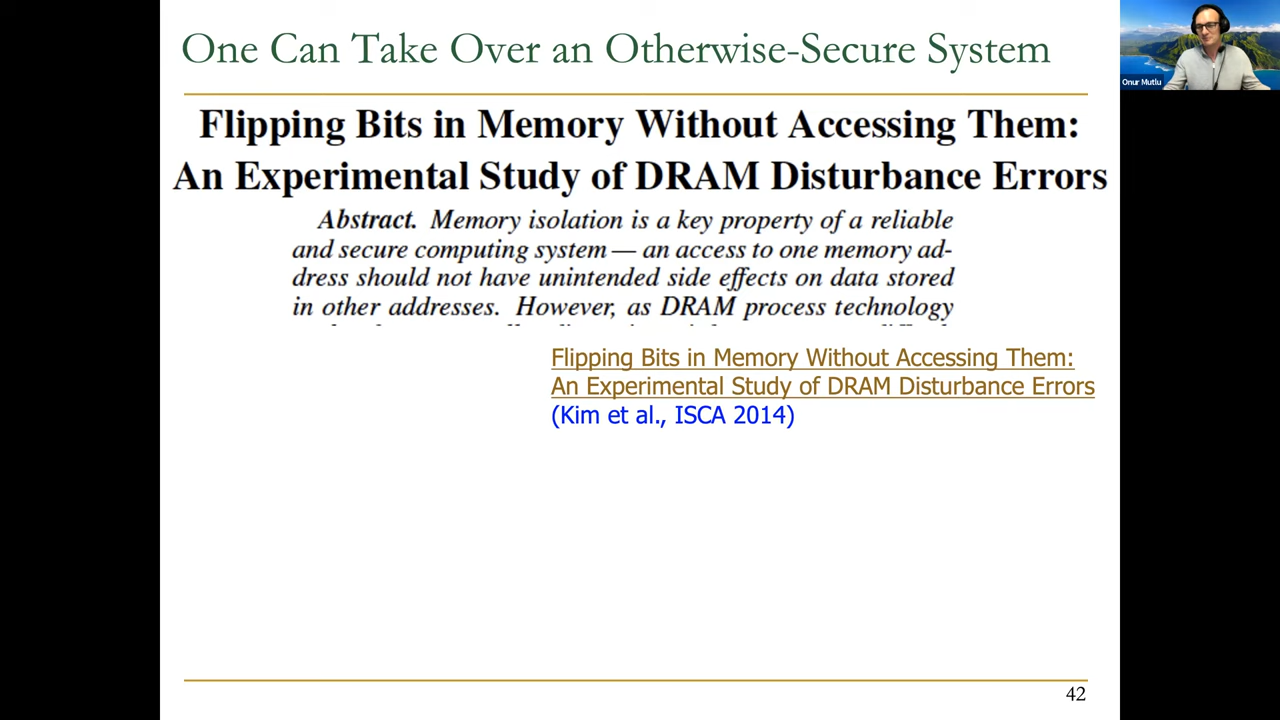 One Can Take Over an Otherwise-Secure System
Onur Mutlu
Flipping Bits in Memory Without Accessing Them:
An Experimental Study of DRAM Disturbance Errors
Abstract. Memory isolation is a key property of a reliable
and secure computing system — an access to one memory ad-
dress should not have unintended side effects on data stored
in other addresses. However, as DRAM process technology
Flipping Bits in Memory Without Accessing Them:
An Experimental Study of DRAM Disturbance Errors
(Kim et al., ISCA 2014)
42